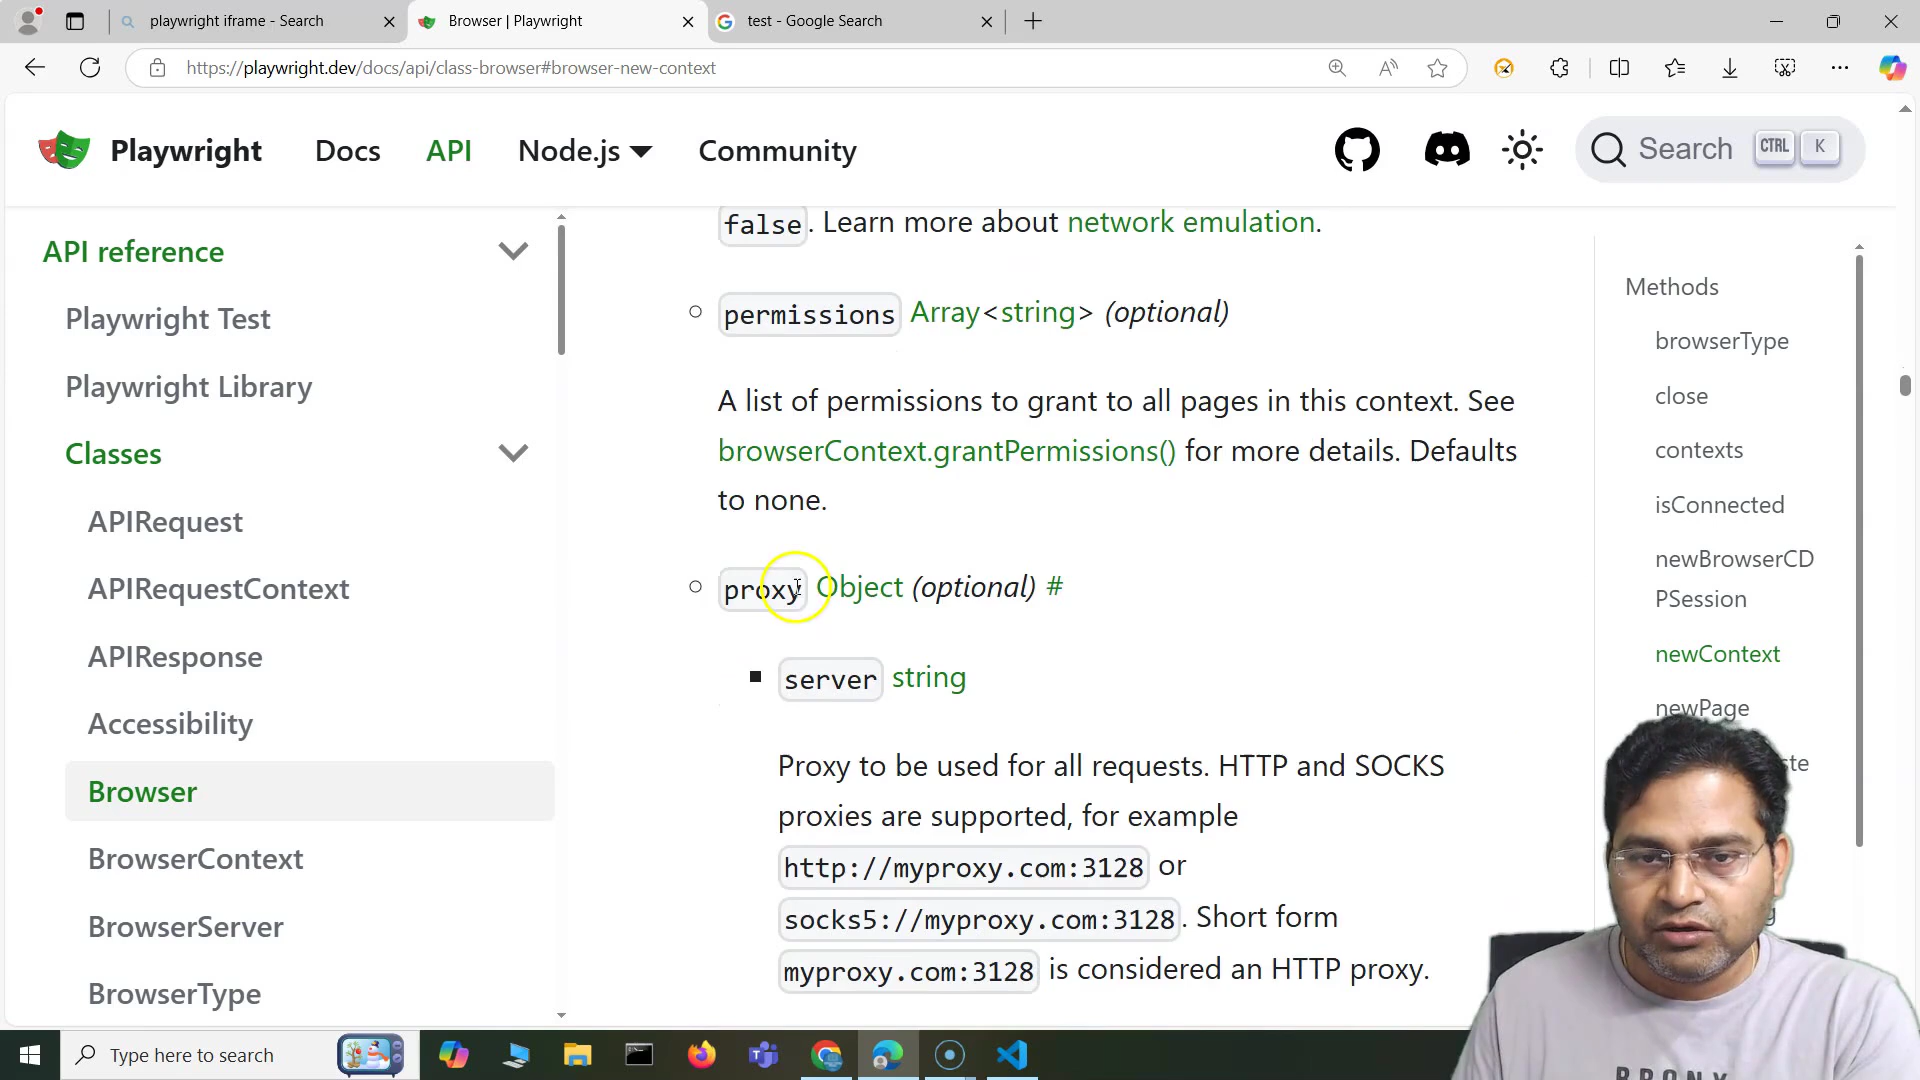 playwright iframe - Search
Browser | Playwright
test - Google Search
https://playwright.dev/docs/api/class-browser#browser-new-context
Playwright
Docs
API
Node.js
Community
Search
CTRL
K
API reference
Playwright Test
Playwright Library
Classes
APIRequest
APIRequestContext
APIResponse
Accessibility
Browser
BrowserContext
BrowserServer
BrowserType
false. Learn more about network emulation.
permissions Array<string> (optional)
A list of permissions to grant to all pages in this context. See
browserContext.grantPermissions() for more details. Defaults
to none.
proxy Object (optional) #
server string
Proxy to be used for all requests. HTTP and SOCKS
proxies are supported, for example
http://myproxy.com:3128 or
socks5://myproxy.com:3128. Short form
myproxy.com:3128 is considered an HTTP proxy.
Methods
browserType
close
contexts
isConnected
newBrowserCD
PSession
newContext
newPage
Type here to search
BRONX